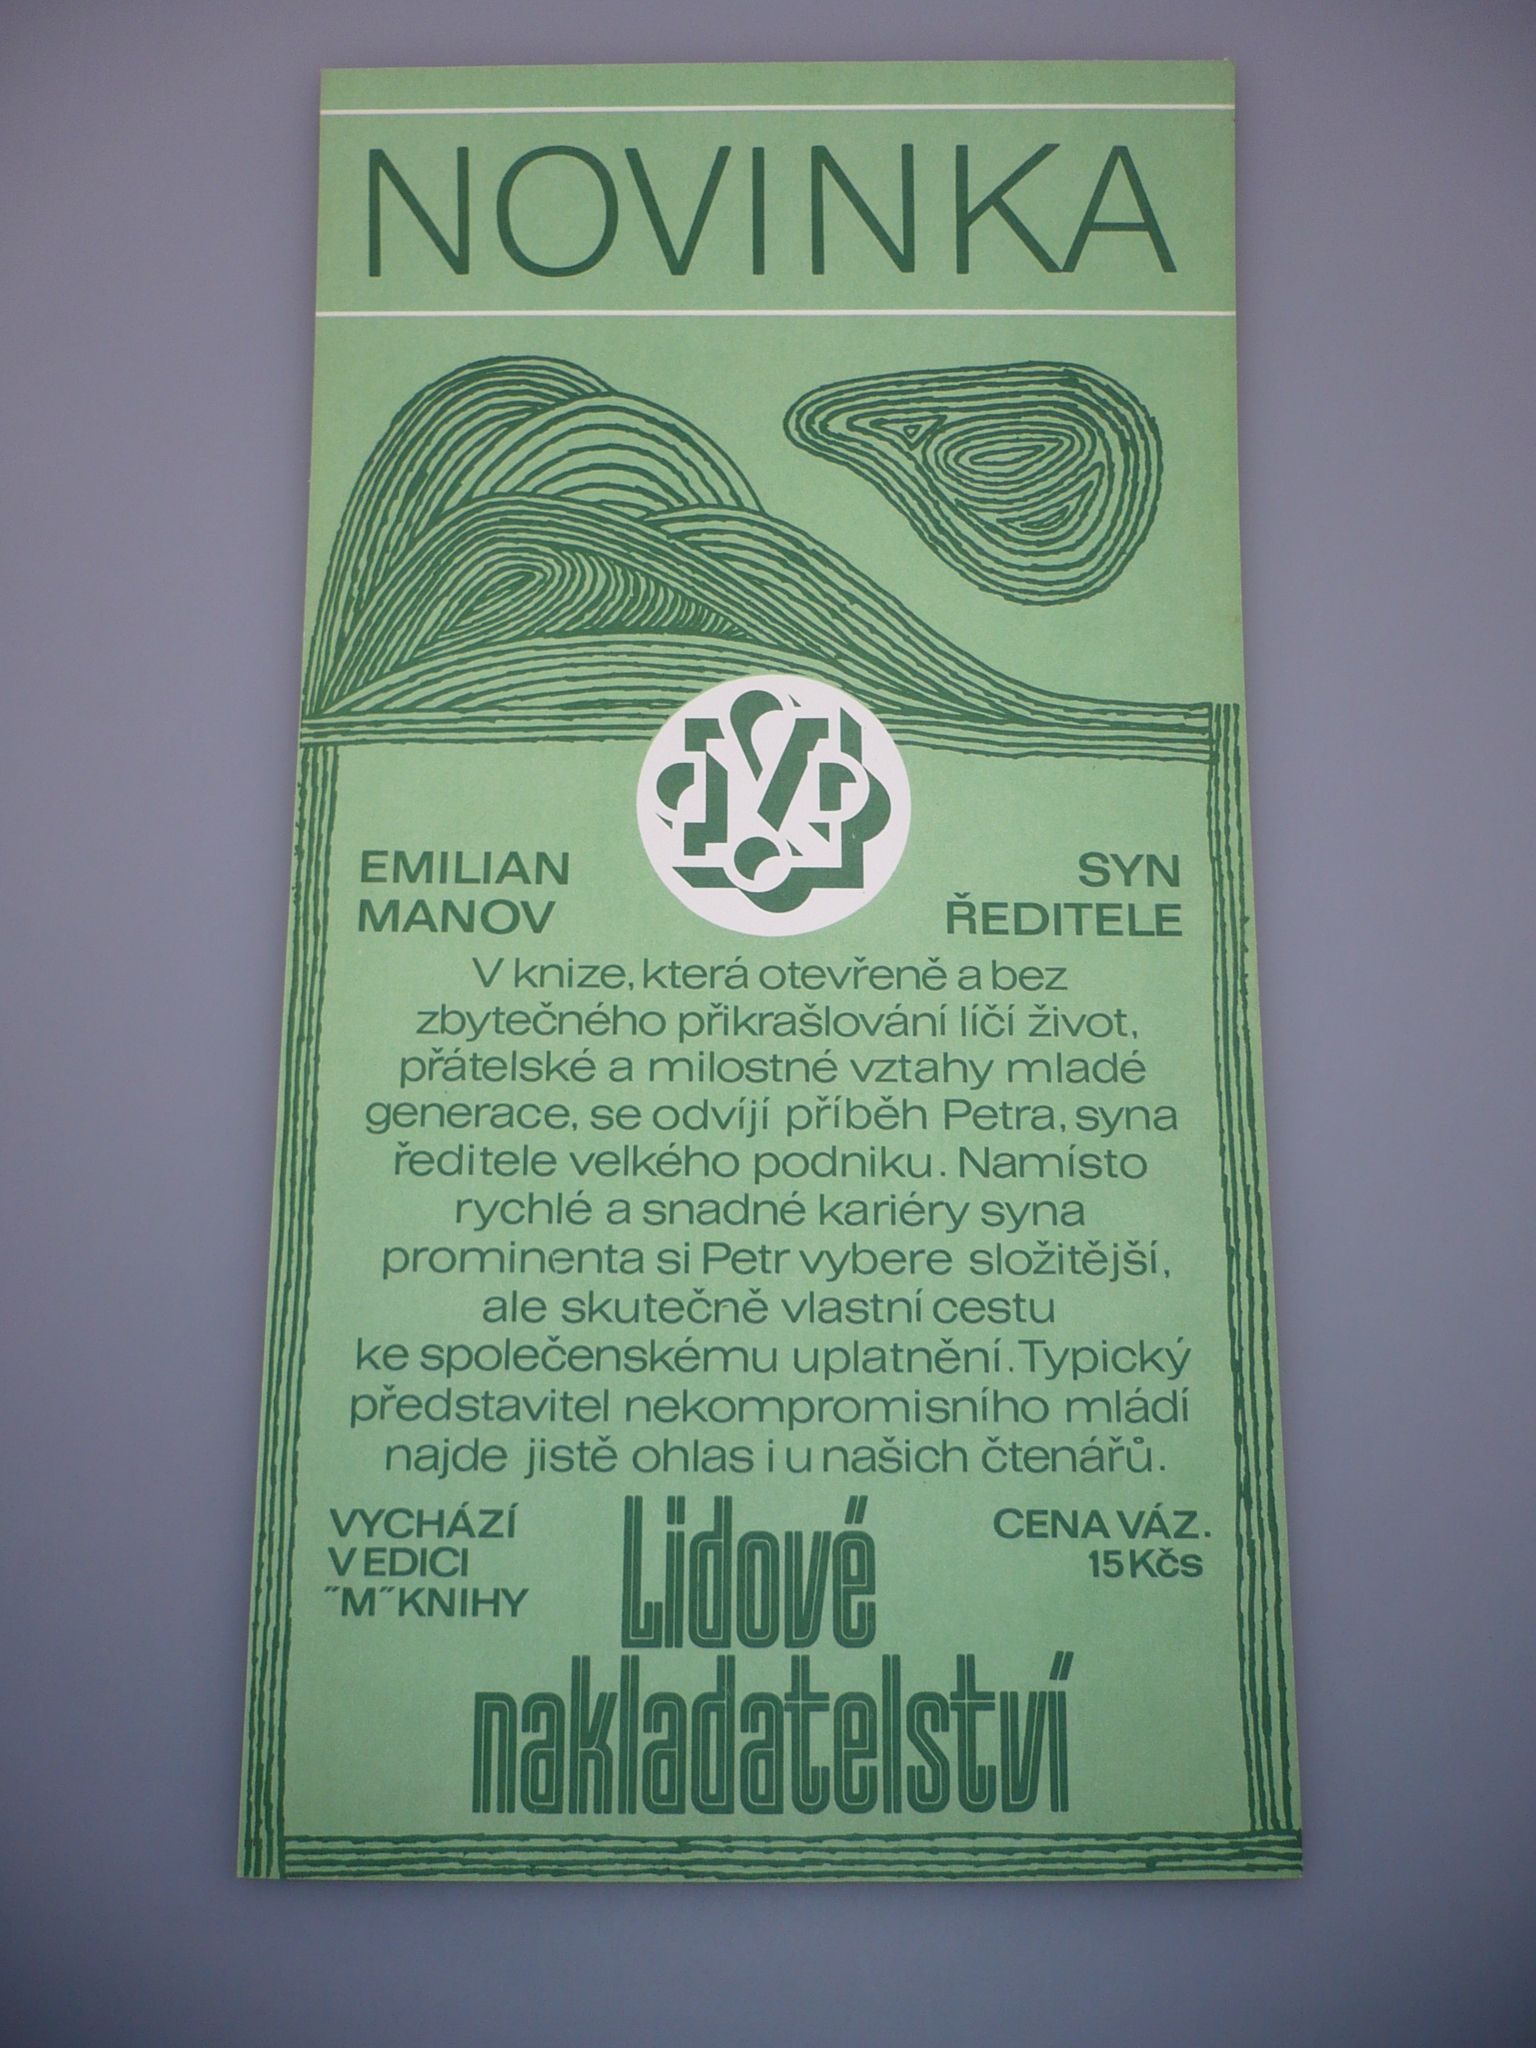 NOVINKA
EMILIAN
MANOV
SYN
ŘEDITELE
V knize, která otevřeně a bez
zbytečného přikrašlování líčí život,
přátelské a milostné vztahy mladé
generace, se odvíjí příběh Petra, syna
ředitele velkého podniku. Namísto
rychlé a snadné kariéry syna
prominenta si Petr vybere složitější,
ale skutečně vlastní cestu
ke společenskému uplatnění. Typický
představitel nekompromisního mládí
najde jistě ohlas i u našich čtenářů.
VYCHÁZÍ
V EDICI
"M" KNIHY
CENA VÁZ.
15 Kčs
Lidové
nakladatelství